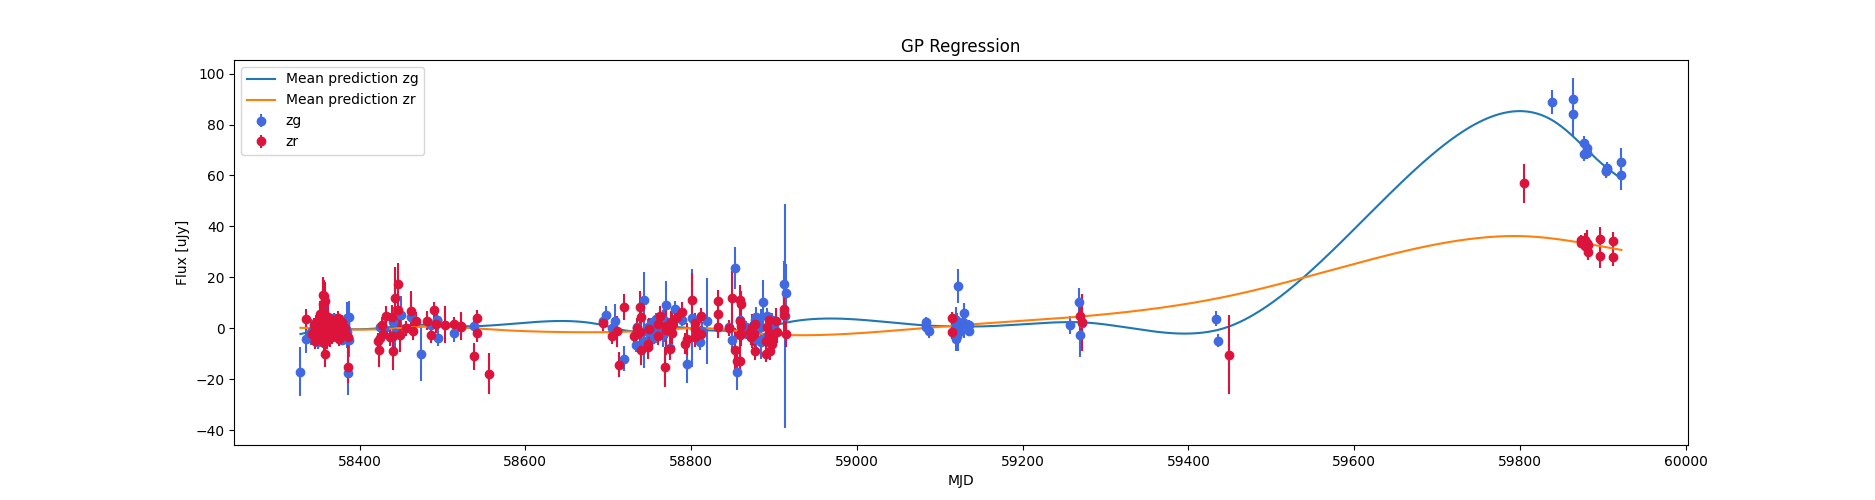 GP Regression
Mean prediction zg
Mean prediction zr
zg
zr
Flux [uJy]
100
80
60
40
20
0
−20
−40
58400
58600
58800
59000
59200
59400
59600
59800
60000
MJD